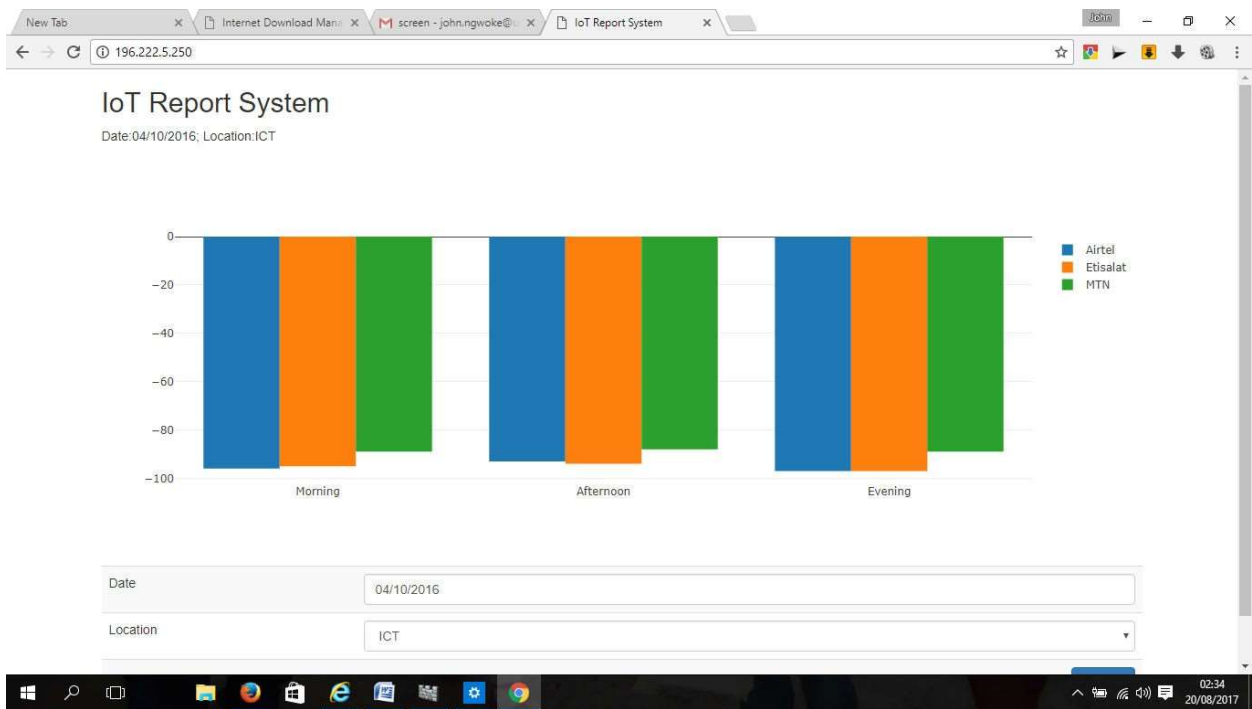 New Tab
Internet Download Mana
screen - john.ngwoke@
IoT Report System
John
196.222.5.250
IoT Report System
Date:04/10/2016; Location:ICT
0
−20
−40
−60
−80
−100
Morning
Afternoon
Evening
Airtel
Etisalat
MTN
Date
04/10/2016
Location
ICT
02:34
20/08/2017